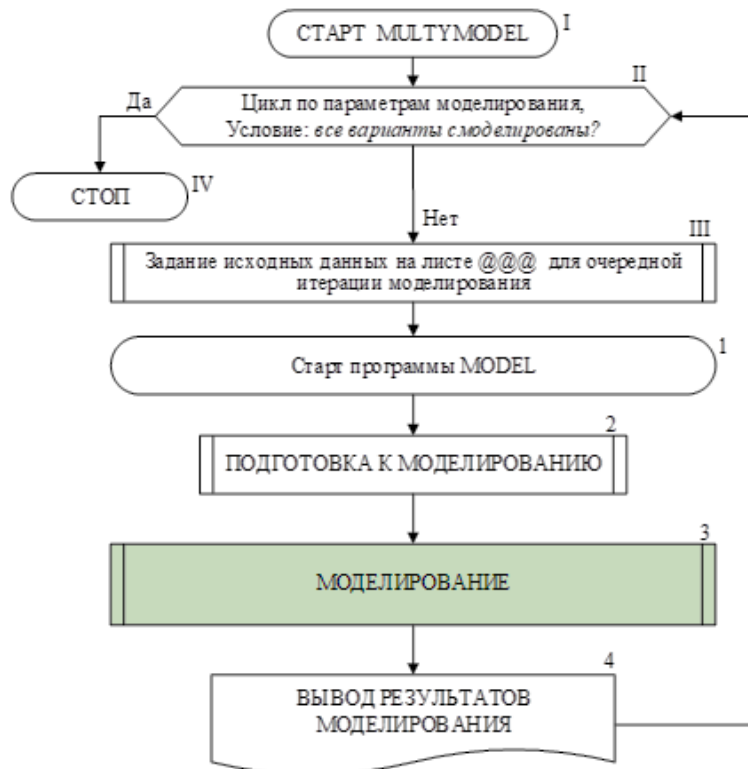 СТАРТ MULTYMODEL
I
II
Да
Цикл по параметрам моделирования,
Условие: все варианты смоделированы?
СТОП
IV
Нет
III
Задание исходных данных на листе @@@ для очередной
итерации моделирования
1
Старт программы MODEL
2
ПОДГОТОВКА К МОДЕЛИРОВАНИЮ
3
МОДЕЛИРОВАНИЕ
4
ВЫВОД РЕЗУЛЬТАТОВ
МОДЕЛИРОВАНИЯ